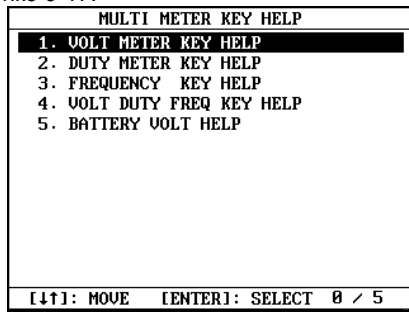 MULTI METER KEY HELP
1. VOLT METER KEY HELP
2. DUTY METER KEY HELP
3. FREQUENCY KEY HELP
4. VOLT DUTY FREQ KEY HELP
5. BATTERY VOLT HELP
[↓↑]: MOVE [ENTER]: SELECT 0 / 5